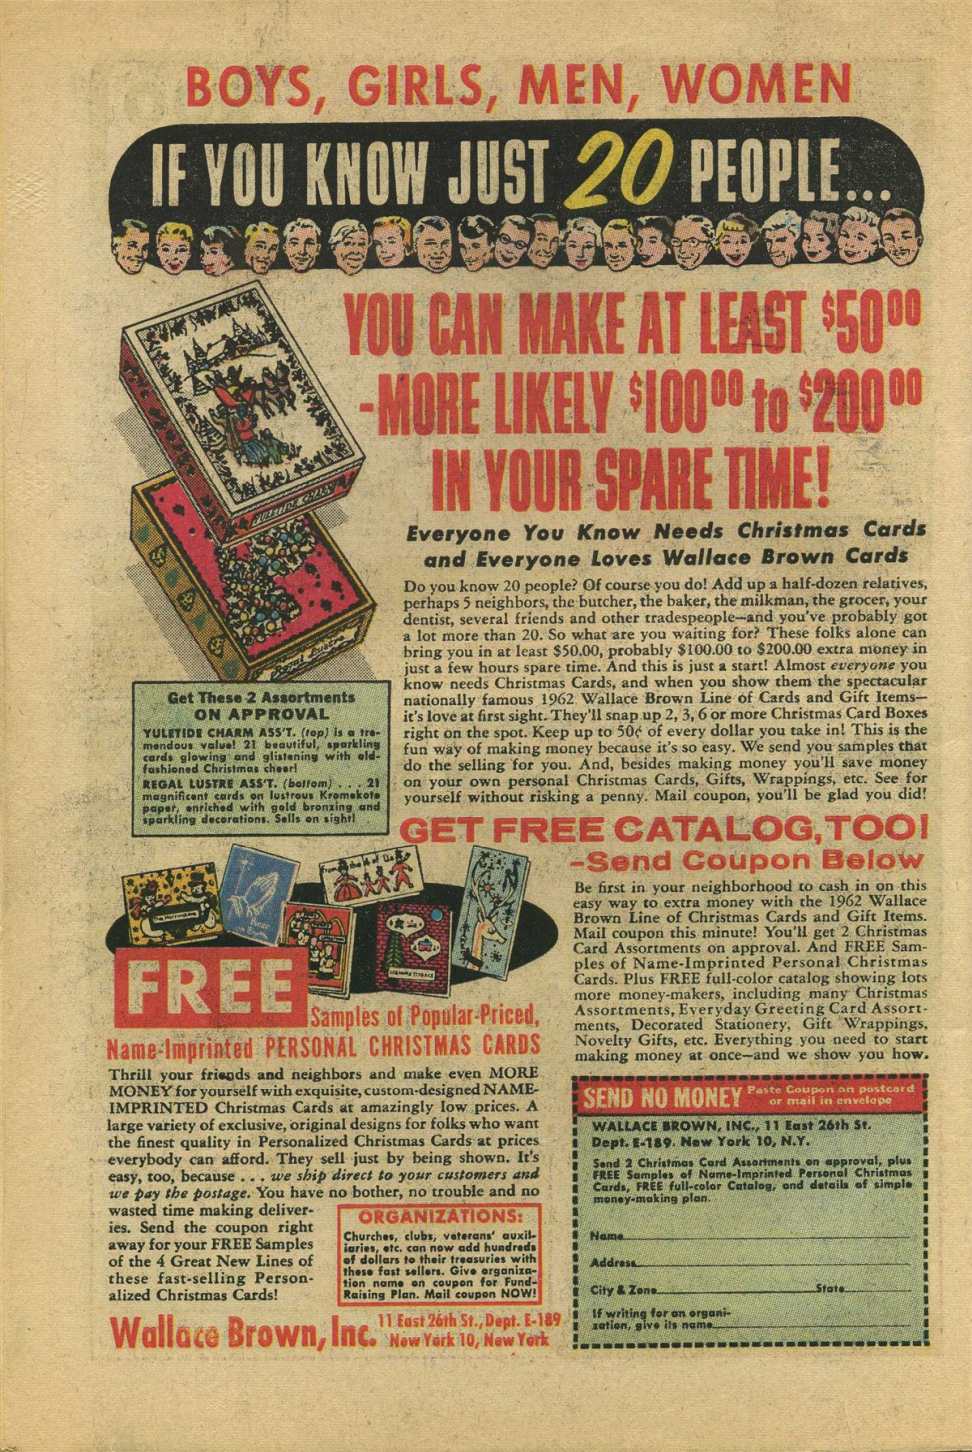 BOYS, GIRLS, MEN, WOMEN
IF YOU KNOW JUST 20 PEOPLE...
YOU CAN MAKE AT LEAST $50 00
-MORE LIKELY $100 00 to $200 00
IN YOUR SPARE TIME!
Everyone You Know Needs Christmas Cards
and Everyone Loves Wallace Brown Cards
Do you know 20 people? Of course you do! Add up a half-dozen relatives,
perhaps 5 neighbors, the butcher, the baker, the milkman, the grocer, your
dentist, several friends and other tradespeople—and you've probably got
a lot more than 20. So what are you waiting for? These folks alone can
bring you in at least $50.00, probably $100.00 to $200.00 extra money in
just a few hours spare time. And this is just a start! Almost everyone you
know needs Christmas Cards, and when you show them the spectacular
nationally famous 1962 Wallace Brown Line of Cards and Gift Items—
it's love at first sight. They'll snap up 2, 3, 6 or more Christmas Card Boxes
right on the spot. Keep up to 50¢ of every dollar you take in! This is the
fun way of making money because it's so easy. We send you samples that
do the selling for you. And, besides making money you'll save money
on your own personal Christmas Cards, Gifts, Wrappings, etc. See for
yourself without risking a penny. Mail coupon, you'll be glad you did!
Yuletide Charm
Regal Lustre
Get These 2 Assortments
ON APPROVAL
YULETIDE CHARM ASS'T. (top) is a tre-
mendous value! 21 beautiful, sparkling
cards glowing and glistening with old-
fashioned Christmas cheer!
REGAL LUSTRE ASS'T. (bottom) . . . 21
magnificent cards on lustrous Kromekote
paper, enriched with gold bronzing and
sparkling decorations. Sells on sight!
GET FREE CATALOG, TOO!
-Send Coupon Below
Be first in your neighborhood to cash in on this
easy way to extra money with the 1962 Wallace
Brown Line of Christmas Cards and Gift Items.
Mail coupon this minute! You'll get 2 Christmas
Card Assortments on approval. And FREE Sam-
ples of Name-Imprinted Personal Christmas
Cards. Plus FREE full-color catalog showing lots
more money-makers, including many Christmas
Assortments, Everyday Greeting Card Assort-
ments, Decorated Stationery, Gift Wrappings,
Novelty Gifts, etc. Everything you need to start
making money at once—and we show you how.
FREE
Samples of Popular-Priced,
Name-Imprinted PERSONAL CHRISTMAS CARDS
Thrill your friends and neighbors and make even MORE
MONEY for yourself with exquisite, custom-designed NAME-
IMPRINTED Christmas Cards at amazingly low prices. A
large variety of exclusive, original designs for folks who want
the finest quality in Personalized Christmas Cards at prices
everybody can afford. They sell just by being shown. It's
easy, too, because . . . we ship direct to your customers and
we pay the postage. You have no bother, no trouble and no
wasted time making deliver-
ies. Send the coupon right
away for your FREE Samples
of the 4 Great New Lines of
these fast-selling Person-
alized Christmas Cards!
ORGANIZATIONS:
Churches, clubs, veterans' auxil-
iaries, etc. can now add hundreds
of dollars to their treasuries with
these fast sellers. Give organiza-
tion name on coupon for Fund-
Raising Plan. Mail coupon NOW!
Wallace Brown, Inc. 11 East 26th St., Dept. E-189
New York 10, New York
SEND NO MONEY Paste Coupon on postcard
or mail in envelope
WALLACE BROWN, INC., 11 East 26th St.
Dept. E-189. New York 10, N.Y.
Send 2 Christmas Card Assortments on approval, plus
FREE Samples of Name-Imprinted Personal Christmas
Cards, FREE full-color Catalog, and details of simple
money-making plan.
Name
Address
City & Zone State
If writing for an organi-
zation, give its name